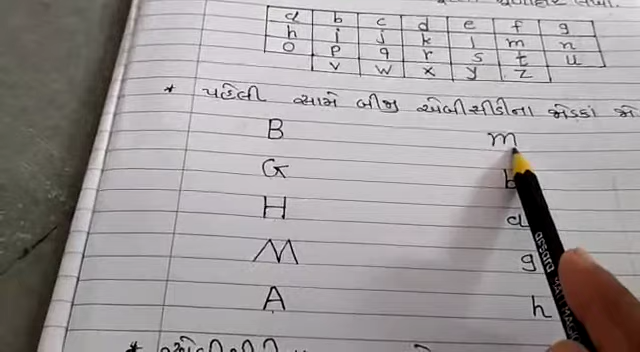 a b c d e f g
h i j k l m n
o p q r s t u
v w x y z
* પહેલી સામે બીજી એબીસીડીના જોડકાં જો
B m
G b
H a
M g
A h